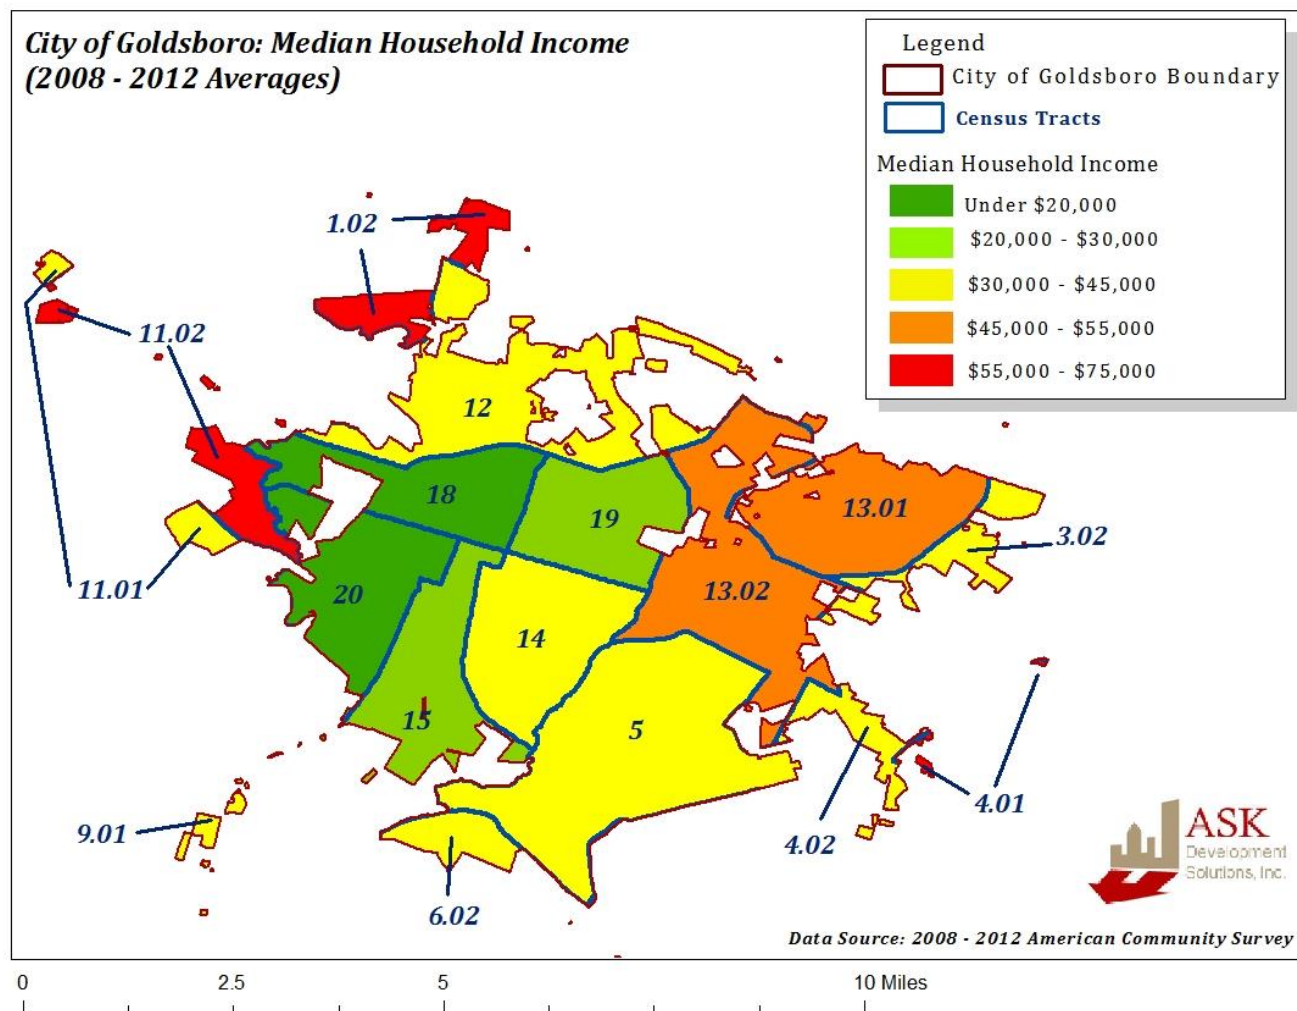 City of Goldsboro: Median Household Income
(2008 - 2012 Averages)
Legend
City of Goldsboro Boundary
Census Tracts
Median Household Income
Under $20,000
$20,000 - $30,000
$30,000 - $45,000
$45,000 - $55,000
$55,000 - $75,000
1.02
11.02
12
18
19
13.01
3.02
11.01
20
13.02
14
15
5
4.01
9.01
4.02
6.02
ASK
Development
Solutions, Inc.
Data Source: 2008 - 2012 American Community Survey
0 2.5 5 10 Miles